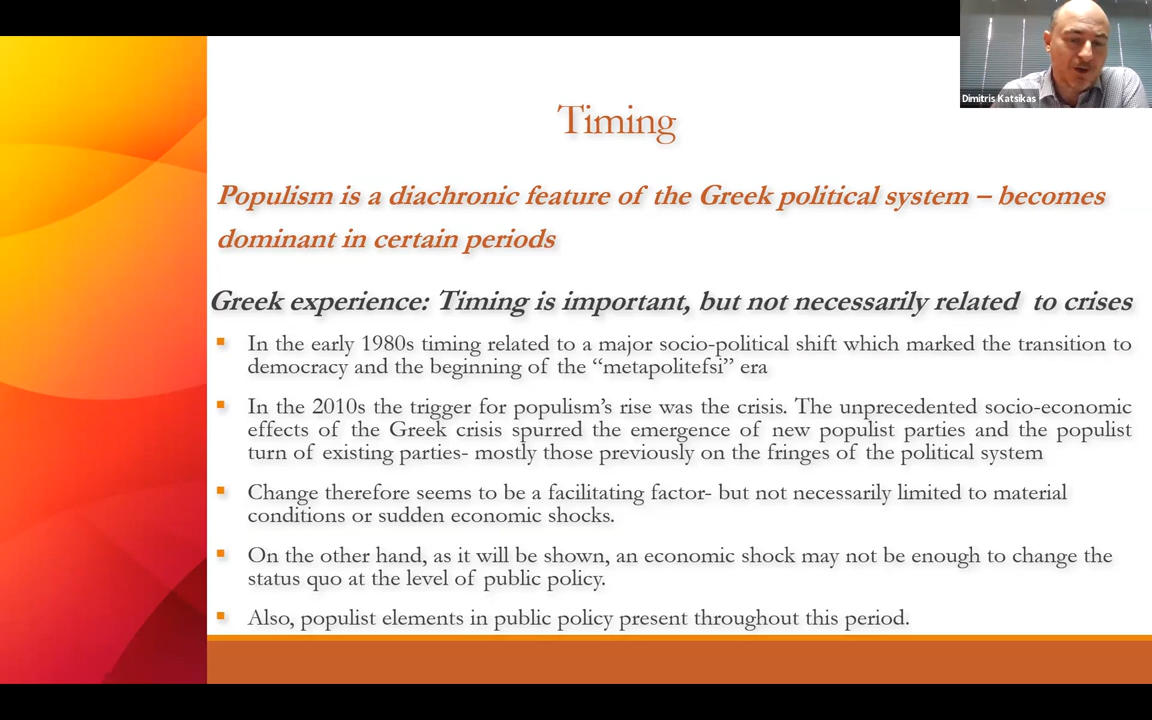 Dimitris Katsikas
Timing
Populism is a diachronic feature of the Greek political system – becomes
dominant in certain periods
Greek experience: Timing is important, but not necessarily related to crises
In the early 1980s timing related to a major socio-political shift which marked the transition to
democracy and the beginning of the “metapolitefsi” era
In the 2010s the trigger for populism’s rise was the crisis. The unprecedented socio-economic
effects of the Greek crisis spurred the emergence of new populist parties and the populist
turn of existing parties- mostly those previously on the fringes of the political system
Change therefore seems to be a facilitating factor- but not necessarily limited to material
conditions or sudden economic shocks.
On the other hand, as it will be shown, an economic shock may not be enough to change the
status quo at the level of public policy.
Also, populist elements in public policy present throughout this period.